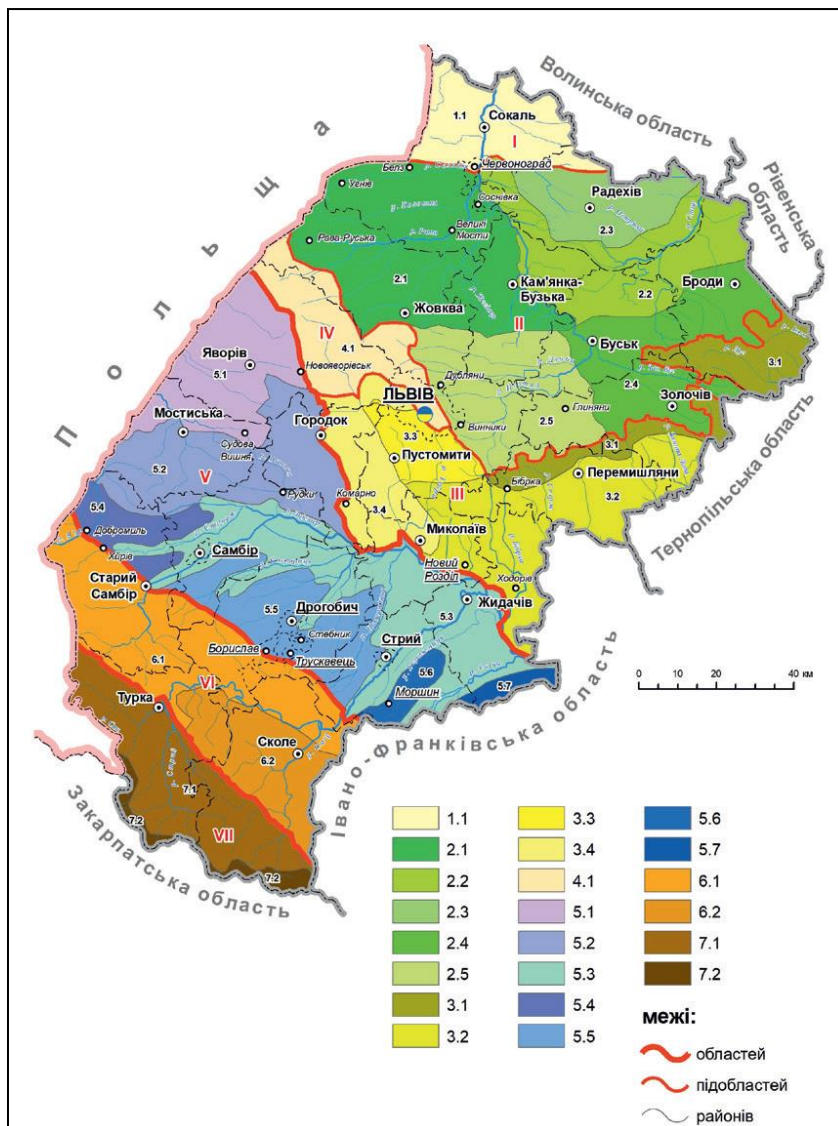 Волинська область
1.1
Сокаль
I
Червоноград
Белз
Угнів
Соснівка
Радехів
2.3
рівенська
область
Польща
Рава-Руська
Великі
Мости
2.1
Кам'янка-
Бузька
2.2
Броди
Жовква
IV
4.1
II
Буськ
3.1
Яворів
5.1
Новояворівськ
Дубляни
2.4
Золочів
Мостиська
ЛЬВІВ
Глиняни
2.5
Городок
Винники
Судова
Вишня
3.3
Пустомити
3.1
5.2
V
Рудки
Комарно
III
Бібрка
Перемишляни
3.2
Тернопільська область
5.4
Добромиль
Хирів
3.4
Миколаїв
Самбір
Старий
Самбір
Новий
Розділ
Ходорів
5.5
Дрогобич
5.3
Жидачів
Стебник
Борислав
Трускавець
Стрий
5.6
6.1
VI
Моршин
5.7
Турка
Сколе
6.2
Івано-Франківська область
7.1
7.2
VII
7.2
Закарпатська область
0 10 20 40 км
1.1 3.3 5.6
2.1 3.4 5.7
2.2 4.1 6.1
2.3 5.1 6.2
2.4 5.2 7.1
2.5 5.3 7.2
3.1 5.4
3.2 5.5
межі:
областей
підобластей
районів